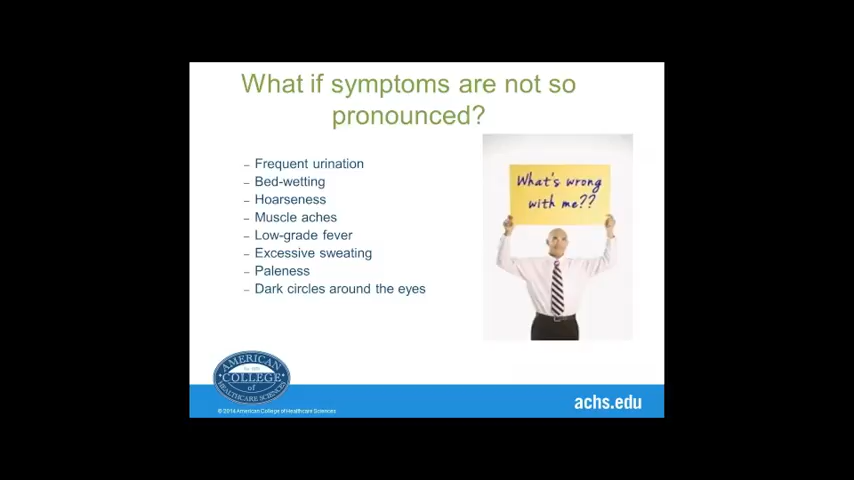 What if symptoms are not so
pronounced?
– Frequent urination
– Bed-wetting
– Hoarseness
– Muscle aches
– Low-grade fever
– Excessive sweating
– Paleness
– Dark circles around the eyes
What's wrong
with me??
AMERICAN
COLLEGE
of
HEALTHCARE SCIENCES
© 2014 American College of Healthcare Sciences
achs.edu